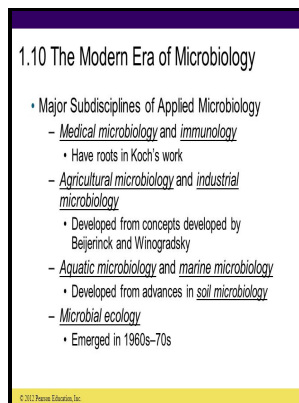 1.10 The Modern Era of Microbiology
• Major Subdisciplines of Applied Microbiology
– Medical microbiology and immunology
• Have roots in Koch's work
– Agricultural microbiology and industrial
microbiology
• Developed from concepts developed by
Beijerinck and Winogradsky
– Aquatic microbiology and marine microbiology
• Developed from advances in soil microbiology
– Microbial ecology
• Emerged in 1960s–70s
© 2012 Pearson Education, Inc.